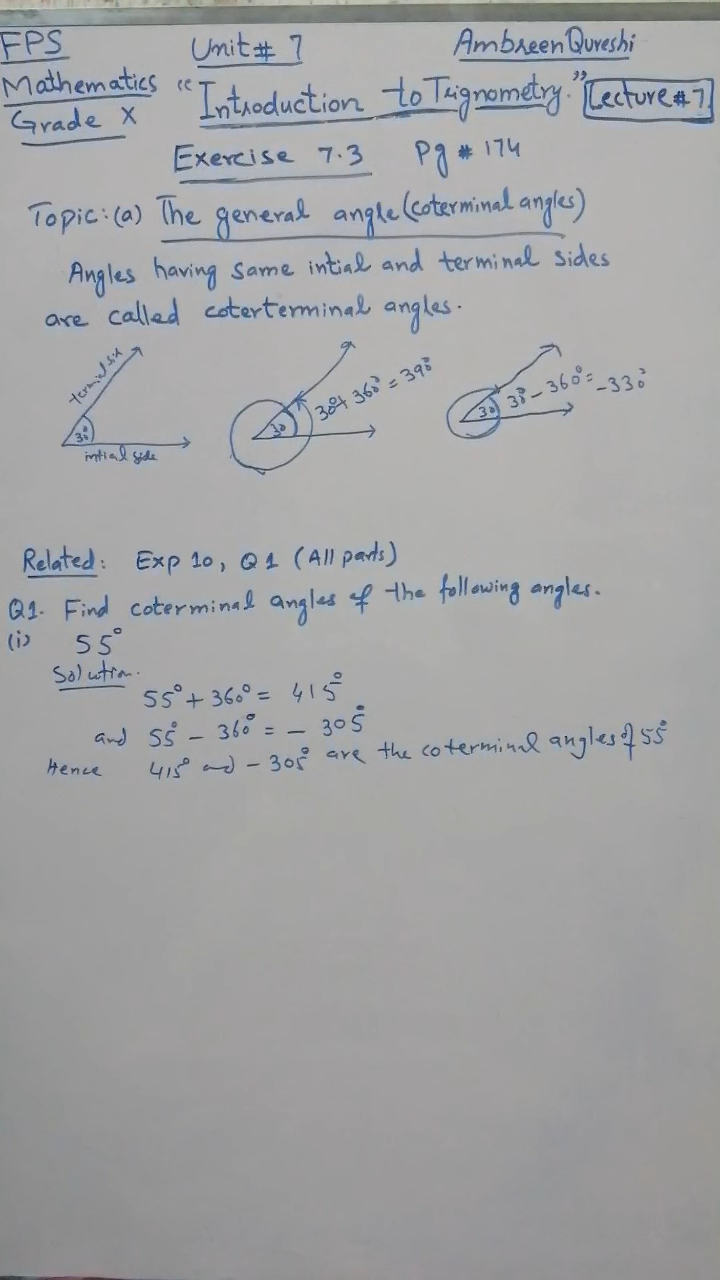 FPS Unit # 7 Ambreen Qureshi
Mathematics "Introduction to Trignometry." Lecture # 7
Grade X
Exercise 7.3 Pg # 174
Topic: (a) The general angle (coterminal angles)
Angles having same intial and terminal sides
are called coterterminal angles.
terminal side
30°
intial side
30°
30°+ 360° = 390°
30°
30° - 360° = -330°
Related: Exp 10, Q1 (All parts)
Q1. Find coterminal angles of the following angles.
(i) 55°
Solution.
55° + 360° = 415°
and 55° - 360° = - 305°
Hence 415° and - 305° are the coterminal angles of 55°